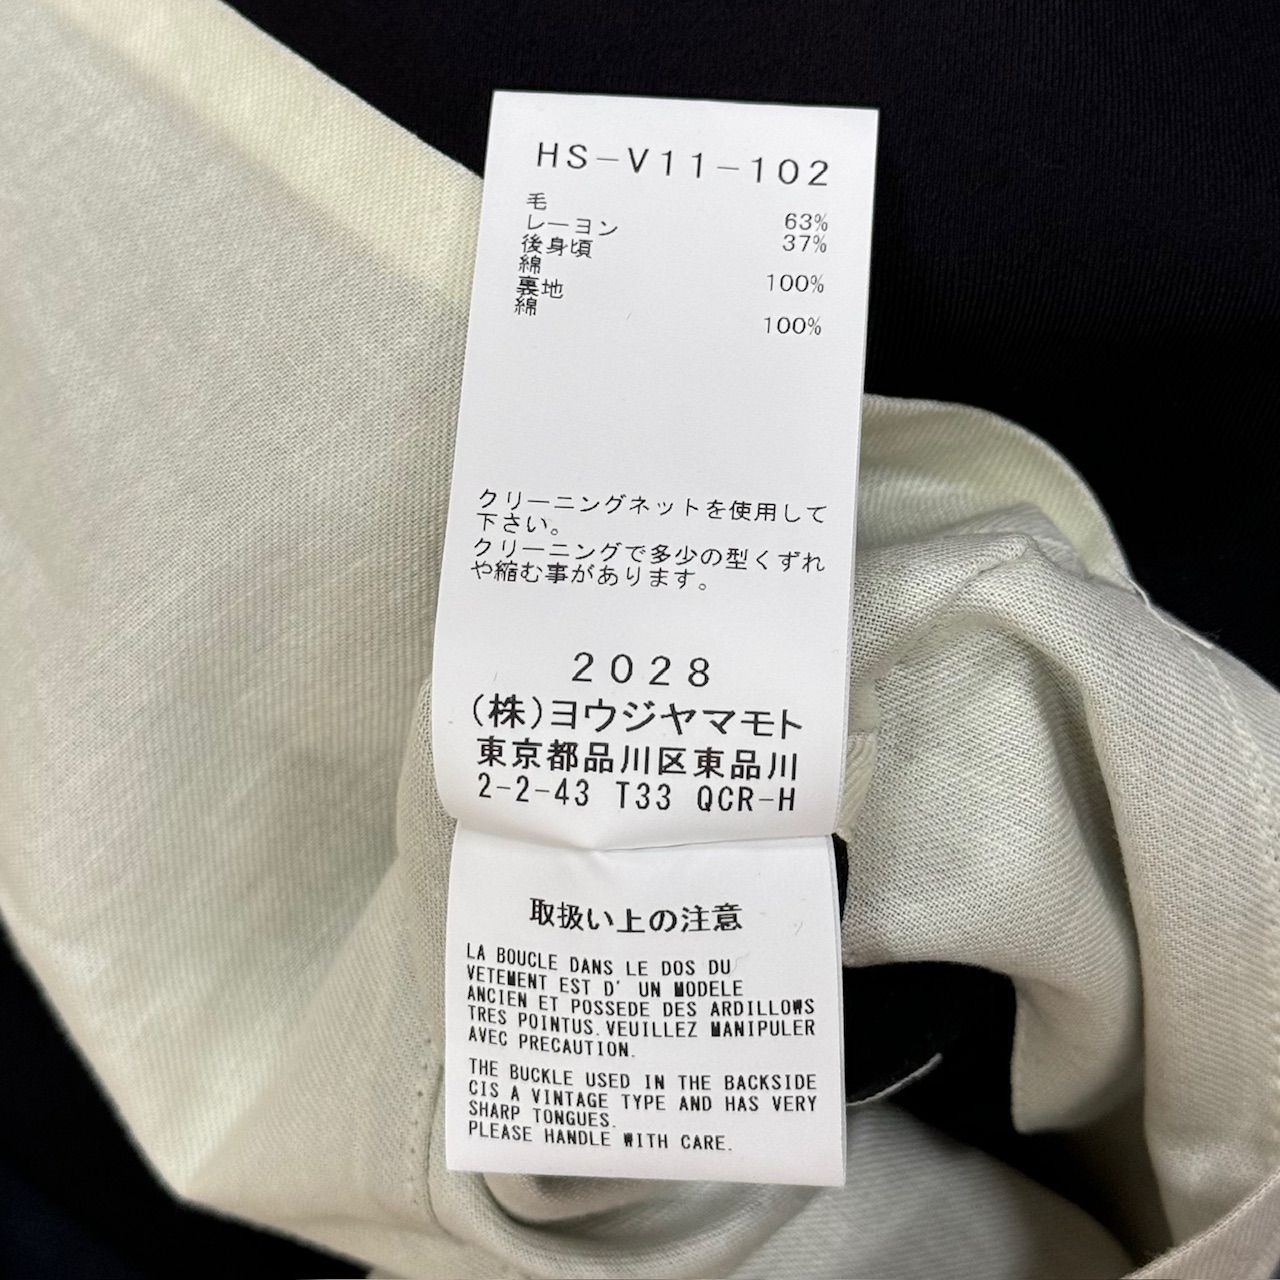 HS-V11-102
毛 63%
レーヨン 37%
後身頃
綿 100%
裏地
綿 100%
クリーニングネットを使用して
下さい。
クリーニングで多少の型くずれ
や縮む事があります。
2028
(株)ヨウジヤマモト
東京都品川区東品川
2-2-43 T33 QCR-H
取扱い上の注意
LA BOUCLE DANS LE DOS DU
VETEMENT EST D' UN MODELE
ANCIEN ET POSSEDE DES ARDILLOWS
TRES POINTUS.VEUILLEZ MANIPULER
AVEC PRECAUTION.
THE BUCKLE USED IN THE BACKSIDE
CIS A VINTAGE TYPE AND HAS VERY
SHARP TONGUES.
PLEASE HANDLE WITH CARE.